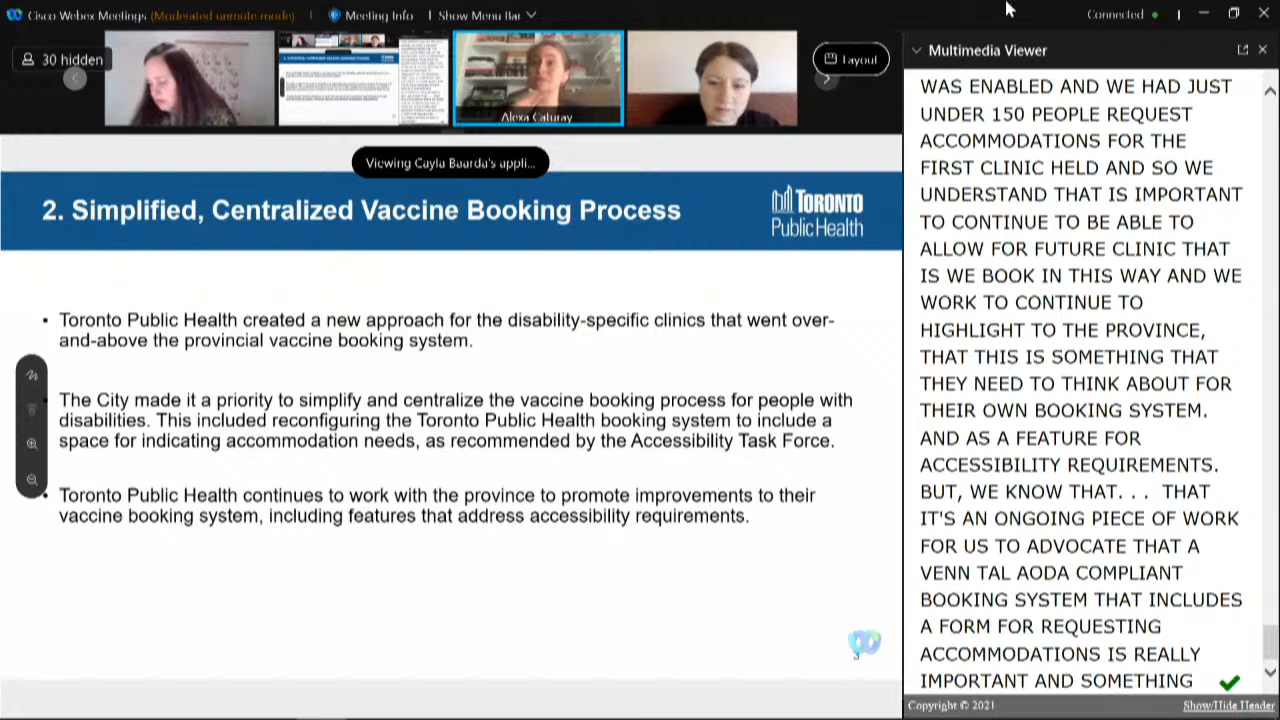 Cisco Webex Meetings (Moderated unmute mode) Meeting Info Show Menu Bar
30 hidden
Layout
Alexa Caturay
Viewing Cayla Baarda's appli...
2. Simplified, Centralized Vaccine Booking Process
TORONTO
Public Health
• Toronto Public Health created a new approach for the disability-specific clinics that went over-
and-above the provincial vaccine booking system.
The City made it a priority to simplify and centralize the vaccine booking process for people with
disabilities. This included reconfiguring the Toronto Public Health booking system to include a
space for indicating accommodation needs, as recommended by the Accessibility Task Force.
• Toronto Public Health continues to work with the province to promote improvements to their
vaccine booking system, including features that address accessibility requirements.
3
Multimedia Viewer
WAS ENABLED AND WE HAD JUST
UNDER 50 PEOPLE REQUEST
ACCOMMODATIONS FOR THE
FIRST CLINIC HELD AND SO WE
UNDERSTAND THAT IS IMPORTANT
TO CONTINUE TO BE ABLE TO
ALLOW FOR FUTURE CLINIC THAT
IS WE BOOK IN THIS WAY AND WE
WORK TO CONTINUE TO
HIGHLIGHT TO THE PROVINCE,
THAT THIS IS SOMETHING THAT
THEY NEED TO THINK ABOUT FOR
THEIR OWN BOOKING SYSTEM.
AND AS A FEATURE FOR
ACCESSIBILITY REQUIREMENTS.
BUT, WE KNOW THAT. . . THAT
IT'S AN ONGOING PIECE OF WORK
FOR US TO ADVOCATE THAT A
VENN TAL AODA COMPLIANT
BOOKING SYSTEM THAT INCLUDES
A FORM FOR REQUESTING
ACCOMMODATIONS IS REALLY
IMPORTANT AND SOMETHING
Copyright © 2021 Show/Hide Header